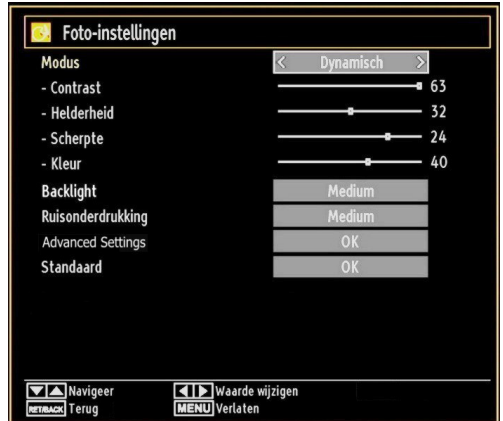 Foto-instellingen
Modus < Dynamisch >
- Contrast 63
- Helderheid 32
- Scherpte 24
- Kleur 40
Backlight Medium
Ruisonderdrukking Medium
Advanced Settings OK
Standaard OK
Navigeer Waarde wijzigen
RET/BACK Terug MENU Verlaten